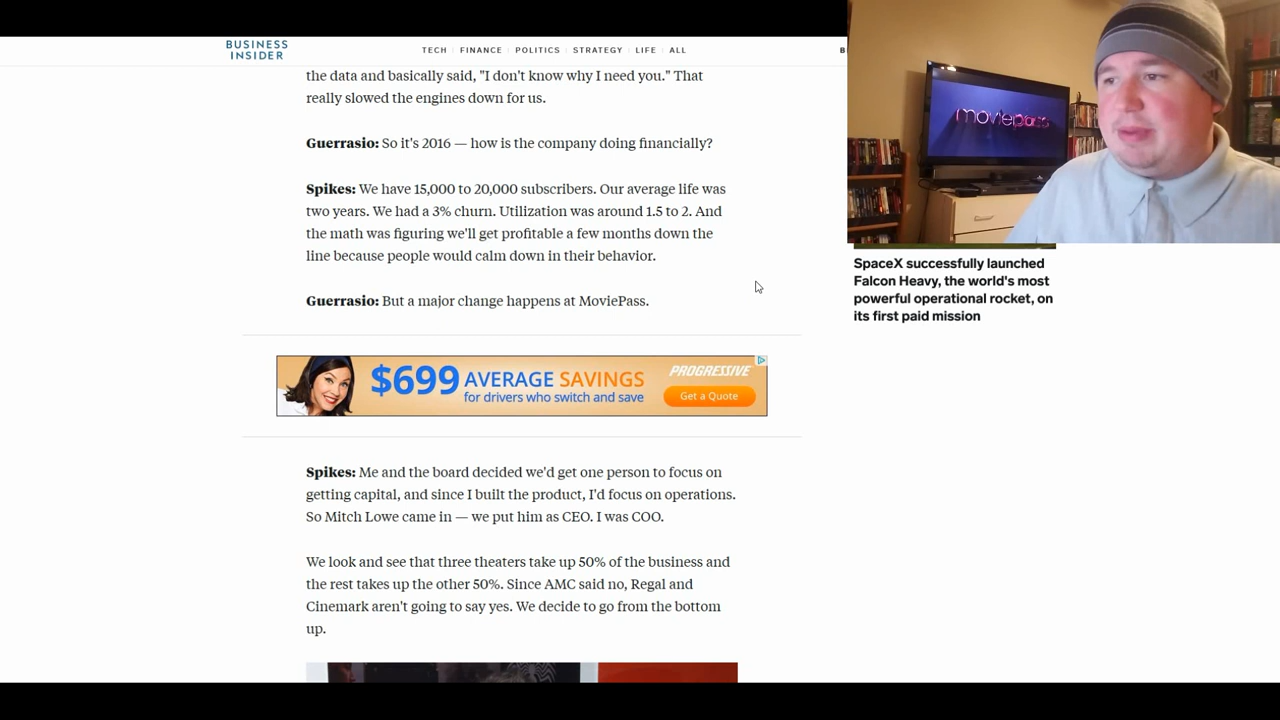 BUSINESS
INSIDER
TECH FINANCE POLITICS STRATEGY LIFE ALL
B
moviepass
the data and basically said, "I don't know why I need you." That
really slowed the engines down for us.
Guerrasio: So it's 2016 — how is the company doing financially?
Spikes: We have 15,000 to 20,000 subscribers. Our average life was
two years. We had a 3% churn. Utilization was around 1.5 to 2. And
the math was figuring we'll get profitable a few months down the
line because people would calm down in their behavior.
Guerrasio: But a major change happens at MoviePass.
$699 AVERAGE SAVINGS
for drivers who switch and save
PROGRESSIVE
Get a Quote
Spikes: Me and the board decided we'd get one person to focus on
getting capital, and since I built the product, I'd focus on operations.
So Mitch Lowe came in — we put him as CEO. I was COO.
We look and see that three theaters take up 50% of the business and
the rest takes up the other 50%. Since AMC said no, Regal and
Cinemark aren't going to say yes. We decide to go from the bottom
up.
SpaceX successfully launched
Falcon Heavy, the world's most
powerful operational rocket, on
its first paid mission